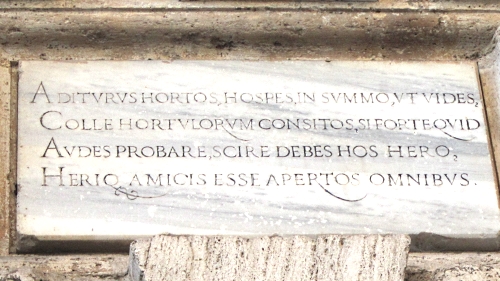 ADITVRVS HORTOS, HOSPES, IN SVMMO, VT VIDES,
COLLE HORTVLORVM CONSITOS, SI FORTE QVID
AVDES PROBARE, SCIRE DEBES HOS HERO,
HERIQ AMICIS ESSE APERTOS OMNIBVS.